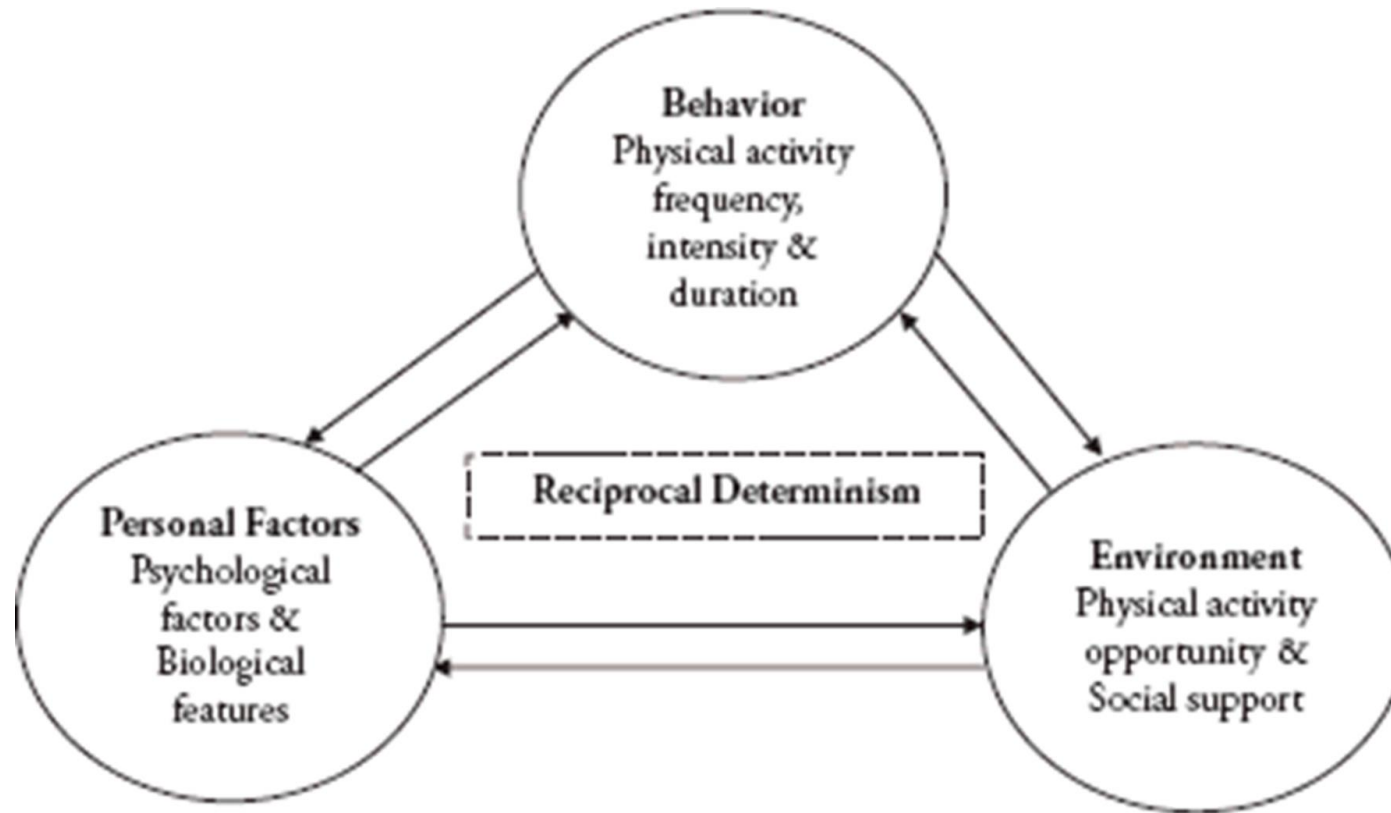 Behavior
Physical activity
frequency,
intensity &
duration
Reciprocal Determinism
Personal Factors
Psychological
factors &
Biological
features
Environment
Physical activity
opportunity &
Social support